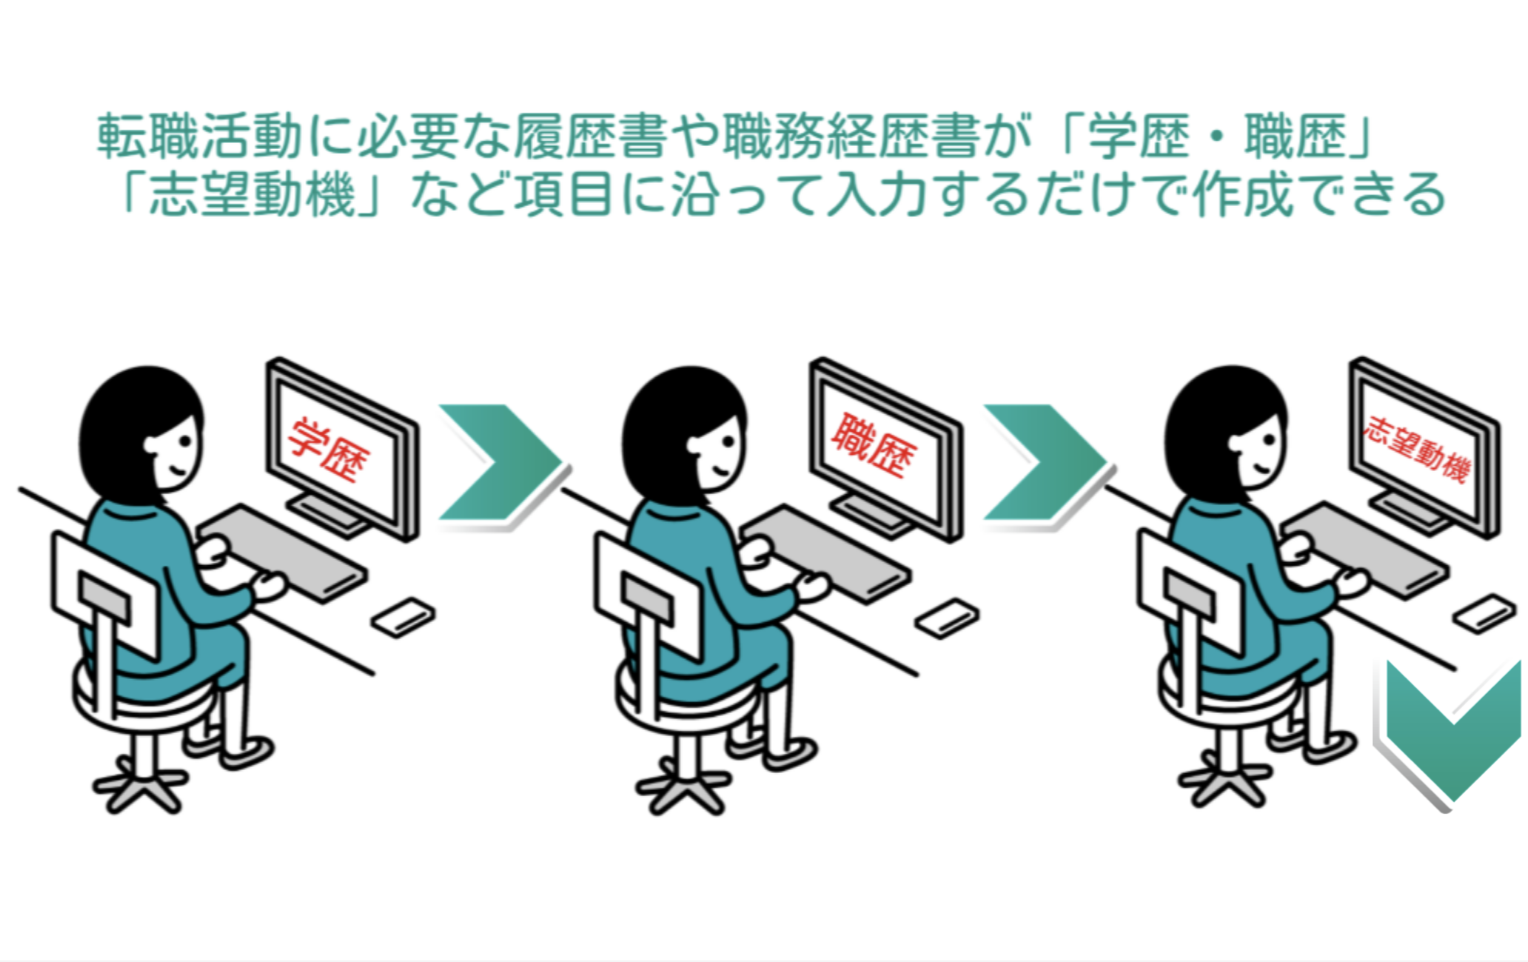 転職活動に必要な履歴書や職務経歴書が「学歴・職歴」
「志望動機」など項目に沿って入力するだけで作成できる
学歴
職歴
志望動機